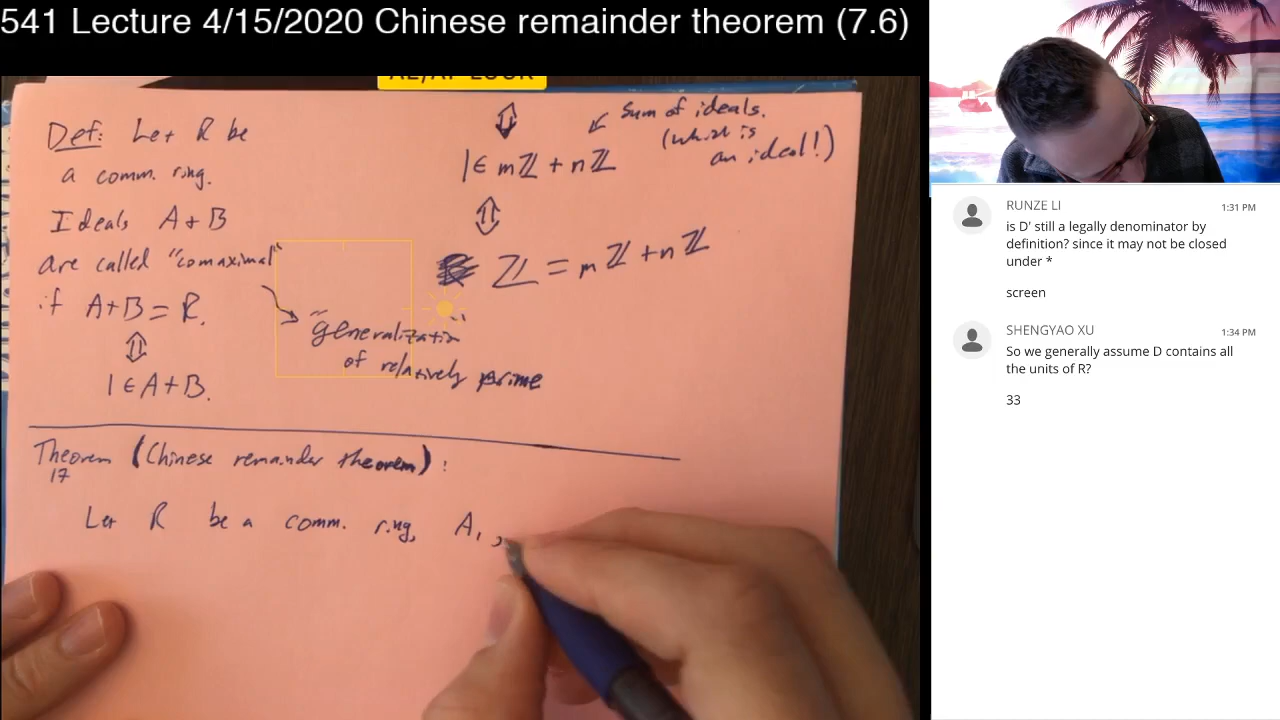 541 Lecture 4/15/2020 Chinese remainder theorem (7.6)
Def: Let R be
a comm. ring.
Ideals A + B
are called "comaximal"
if A+B = R.
⇕
1 ∈ A+B.
"generalization
of relatively prime
⇕
Sum of ideals.
(which is
an ideal!)
1 ∈ mℤ + nℤ
⇕
ℤ = mℤ + nℤ
Theorem (Chinese remainder theorem):
17
Let R be a comm. ring, A₁,
RUNZE LI
1:31 PM
is D' still a legally denominator by
definition? since it may not be closed
under *
screen
SHENGYAO XU
1:34 PM
So we generally assume D contains all
the units of R?
33